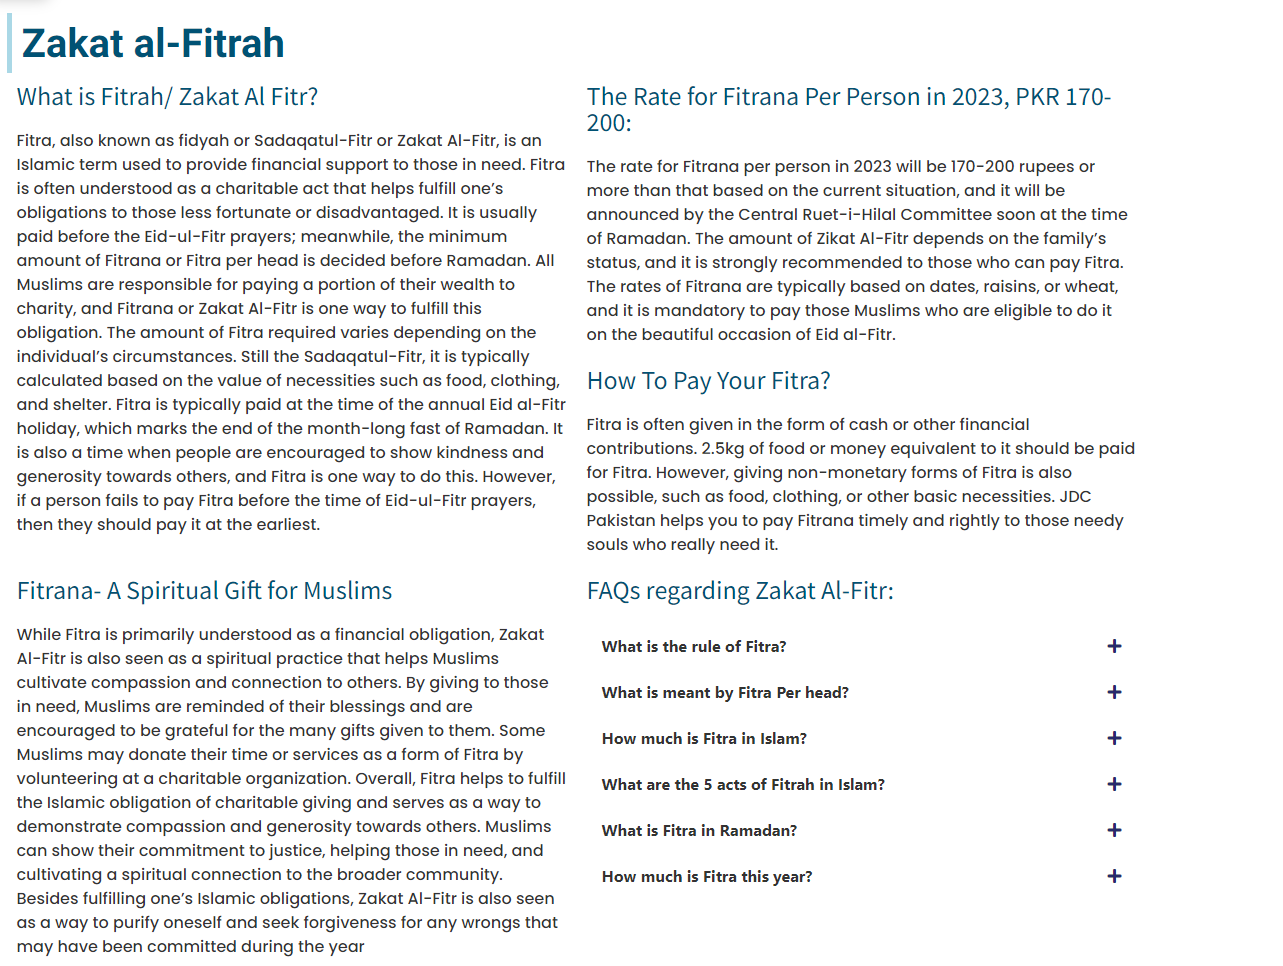 Zakat al-Fitrah
What is Fitrah/ Zakat Al Fitr?
Fitra, also known as fidyah or Sadaqatul-Fitr or Zakat Al-Fitr, is an
Islamic term used to provide financial support to those in need. Fitra
is often understood as a charitable act that helps fulfill one’s
obligations to those less fortunate or disadvantaged. It is usually
paid before the Eid-ul-Fitr prayers; meanwhile, the minimum
amount of Fitrana or Fitra per head is decided before Ramadan. All
Muslims are responsible for paying a portion of their wealth to
charity, and Fitrana or Zakat Al-Fitr is one way to fulfill this
obligation. The amount of Fitra required varies depending on the
individual’s circumstances. Still the Sadaqatul-Fitr, it is typically
calculated based on the value of necessities such as food, clothing,
and shelter. Fitra is typically paid at the time of the annual Eid al-Fitr
holiday, which marks the end of the month-long fast of Ramadan. It
is also a time when people are encouraged to show kindness and
generosity towards others, and Fitra is one way to do this. However,
if a person fails to pay Fitra before the time of Eid-ul-Fitr prayers,
then they should pay it at the earliest.
The Rate for Fitrana Per Person in 2023, PKR 170-
200:
The rate for Fitrana per person in 2023 will be 170-200 rupees or
more than that based on the current situation, and it will be
announced by the Central Ruet-i-Hilal Committee soon at the time
of Ramadan. The amount of Zikat Al-Fitr depends on the family’s
status, and it is strongly recommended to those who can pay Fitra.
The rates of Fitrana are typically based on dates, raisins, or wheat,
and it is mandatory to pay those Muslims who are eligible to do it
on the beautiful occasion of Eid al-Fitr.
How To Pay Your Fitra?
Fitra is often given in the form of cash or other financial
contributions. 2.5kg of food or money equivalent to it should be paid
for Fitra. However, giving non-monetary forms of Fitra is also
possible, such as food, clothing, or other basic necessities. JDC
Pakistan helps you to pay Fitrana timely and rightly to those needy
souls who really need it.
Fitrana- A Spiritual Gift for Muslims
While Fitra is primarily understood as a financial obligation, Zakat
Al-Fitr is also seen as a spiritual practice that helps Muslims
cultivate compassion and connection to others. By giving to those
in need, Muslims are reminded of their blessings and are
encouraged to be grateful for the many gifts given to them. Some
Muslims may donate their time or services as a form of Fitra by
volunteering at a charitable organization. Overall, Fitra helps to fulfill
the Islamic obligation of charitable giving and serves as a way to
demonstrate compassion and generosity towards others. Muslims
can show their commitment to justice, helping those in need, and
cultivating a spiritual connection to the broader community.
Besides fulfilling one’s Islamic obligations, Zakat Al-Fitr is also seen
as a way to purify oneself and seek forgiveness for any wrongs that
may have been committed during the year
FAQs regarding Zakat Al-Fitr:
What is the rule of Fitra?
What is meant by Fitra Per head?
How much is Fitra in Islam?
What are the 5 acts of Fitrah in Islam?
What is Fitra in Ramadan?
How much is Fitra this year?